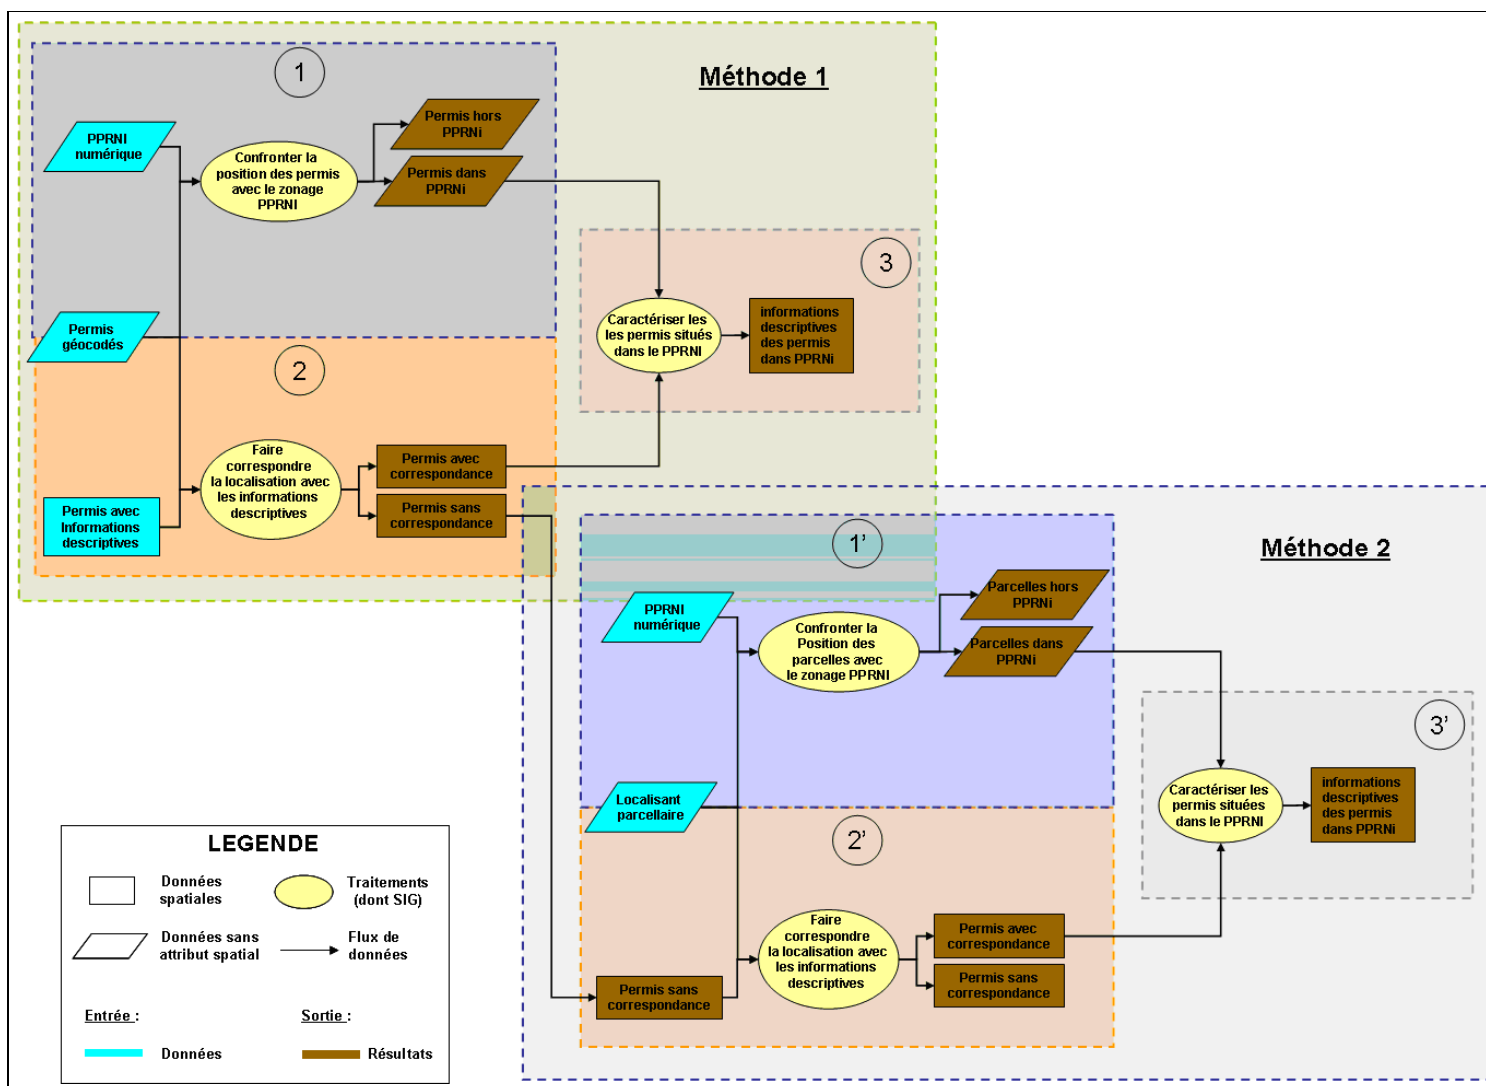 Méthode 1
1
PPRNI
numérique
Confronter la
position des permis
avec le zonage
PPRNI
Permis hors
PPRNi
Permis dans
PPRNi
Permis
géocodés
2
Permis avec
Informations
descriptives
Faire
correspondre
la localisation avec
les informations
descriptives
Permis avec
correspondance
Permis sans
correspondance
3
Caractériser les
les permis situés
dans le PPRNI
informations
descriptives
des permis
dans PPRNi
Méthode 2
1’
PPRNI
numérique
Confronter la
Position des
parcelles avec
le zonage PPRNI
Parcelles hors
PPRNi
Parcelles dans
PPRNi
Localisant
parcellaire
2’
Permis sans
correspondance
Faire
correspondre
la localisation avec
les informations
descriptives
Permis avec
correspondance
Permis sans
correspondance
3’
Caractériser les
permis situées
dans le PPRNI
informations
descriptives
des permis
dans PPRNi
LEGENDE
Données
spatiales
Traitements
(dont SIG)
Données sans
attribut spatial
Flux de
données
Entrée :
Sortie :
Données
Résultats